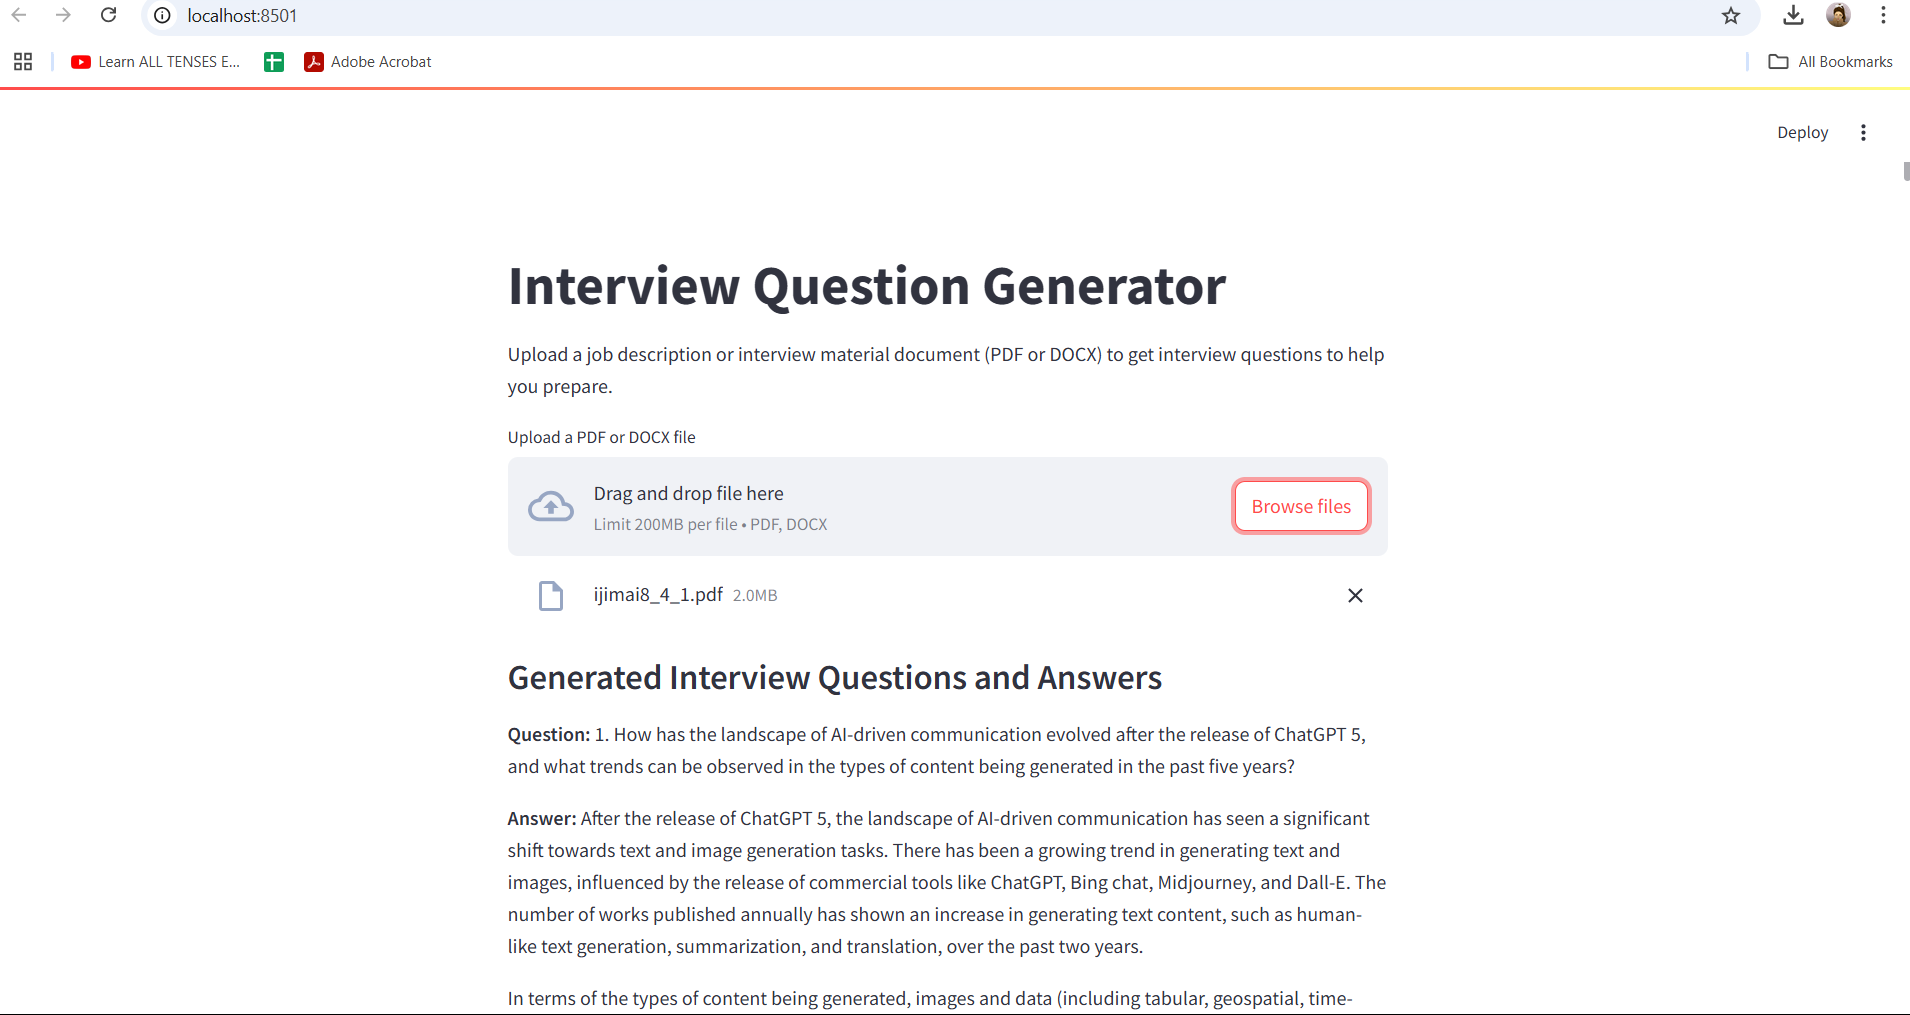 localhost:8501
Learn ALL TENSES E...
Adobe Acrobat
All Bookmarks
Deploy
Interview Question Generator
Upload a job description or interview material document (PDF or DOCX) to get interview questions to help
you prepare.
Upload a PDF or DOCX file
Drag and drop file here
Limit 200MB per file • PDF, DOCX
Browse files
ijimai8_4_1.pdf 2.0MB
Generated Interview Questions and Answers
Question: 1. How has the landscape of AI-driven communication evolved after the release of ChatGPT 5,
and what trends can be observed in the types of content being generated in the past five years?
Answer: After the release of ChatGPT 5, the landscape of AI-driven communication has seen a significant
shift towards text and image generation tasks. There has been a growing trend in generating text and
images, influenced by the release of commercial tools like ChatGPT, Bing chat, Midjourney, and Dall-E. The
number of works published annually has shown an increase in generating text content, such as human-
like text generation, summarization, and translation, over the past two years.
In terms of the types of content being generated, images and data (including tabular, geospatial, time-